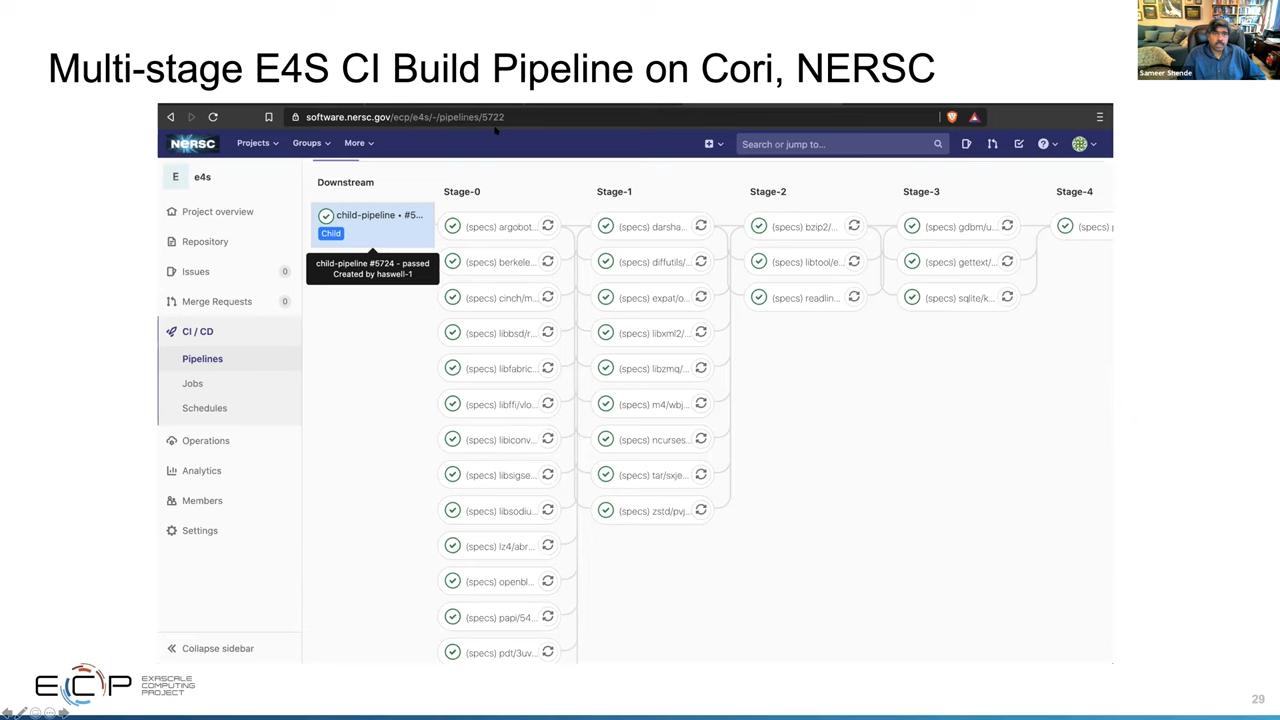 Multi-stage E4S CI Build Pipeline on Cori, NERSC
Sameer Shende
software.nersc.gov/ecp/e4s/-/pipelines/5722
NERSC
Projects
Groups
More
Search or jump to...
E e4s
Project overview
Repository
Issues 0
Merge Requests 0
CI / CD
Pipelines
Jobs
Schedules
Operations
Analytics
Members
Settings
Collapse sidebar
Downstream
child-pipeline • #5...
Child
child-pipeline #5724 - passed
Created by haswell-1
Stage-0
(specs) argobot...
(specs) berkele...
(specs) cinch/m...
(specs) libbsd/r...
(specs) libfabric...
(specs) libffi/vlo...
(specs) libiconv...
(specs) libsigse...
(specs) libsodiu...
(specs) lz4/abr...
(specs) openbl...
(specs) papi/54...
(specs) pdt/3uv...
Stage-1
(specs) darsha...
(specs) diffutils/...
(specs) expat/o...
(specs) libxml2/...
(specs) libzmq/...
(specs) m4/wbj...
(specs) ncurses...
(specs) tar/sxje...
(specs) zstd/pvj...
Stage-2
(specs) bzip2/...
(specs) libtool/e...
(specs) readlin...
Stage-3
(specs) gdbm/u...
(specs) gettext/...
(specs) sqlite/k...
Stage-4
(specs) p
ECP
EXASCALE
COMPUTING
PROJECT
29